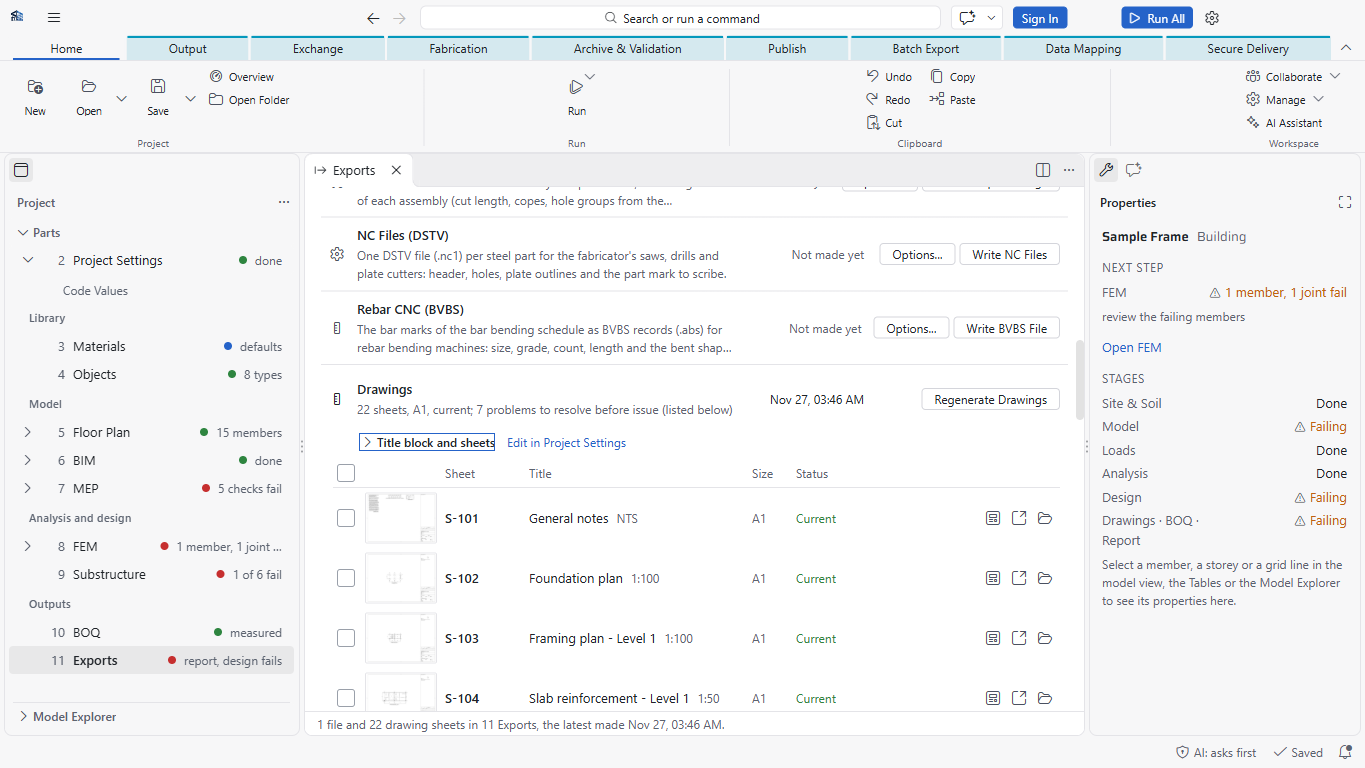 Search or run a command
Sign In
Run All
Home
Output
Exchange
Fabrication
Archive & Validation
Publish
Batch Export
Data Mapping
Secure Delivery
New
Open
Save
Overview
Open Folder
Project
Run
Run
Undo
Redo
Cut
Copy
Paste
Clipboard
Collaborate
Manage
AI Assistant
Workspace
Project
Parts
2 Project Settings done
Code Values
Library
3 Materials defaults
4 Objects 8 types
Model
5 Floor Plan 15 members
6 BIM done
7 MEP 5 checks fail
Analysis and design
8 FEM 1 member, 1 joint ...
9 Substructure 1 of 6 fail
Outputs
10 BOQ measured
11 Exports report, design fails
Model Explorer
Exports
of each assembly (cut length, copes, hole groups from the...
NC Files (DSTV)
One DSTV file (.nc1) per steel part for the fabricator's saws, drills and
plate cutters: header, holes, plate outlines and the part mark to scribe.
Not made yet
Options...
Write NC Files
Rebar CNC (BVBS)
The bar marks of the bar bending schedule as BVBS records (.abs) for
rebar bending machines: size, grade, count, length and the bent shap...
Not made yet
Options...
Write BVBS File
Drawings
22 sheets, A1, current; 7 problems to resolve before issue (listed below)
Nov 27, 03:46 AM
Regenerate Drawings
Title block and sheets
Edit in Project Settings
Sheet Title Size Status
S-101 General notes NTS A1 Current
S-102 Foundation plan 1:100 A1 Current
S-103 Framing plan - Level 1 1:100 A1 Current
S-104 Slab reinforcement - Level 1 1:50 A1 Current
1 file and 22 drawing sheets in 11 Exports, the latest made Nov 27, 03:46 AM.
Properties
Sample Frame Building
NEXT STEP
FEM 1 member, 1 joint fail
review the failing members
Open FEM
STAGES
Site & Soil Done
Model Failing
Loads Done
Analysis Done
Design Failing
Drawings · BOQ · Failing
Report
Select a member, a storey or a grid line in the
model view, the Tables or the Model Explorer
to see its properties here.
AI: asks first
Saved